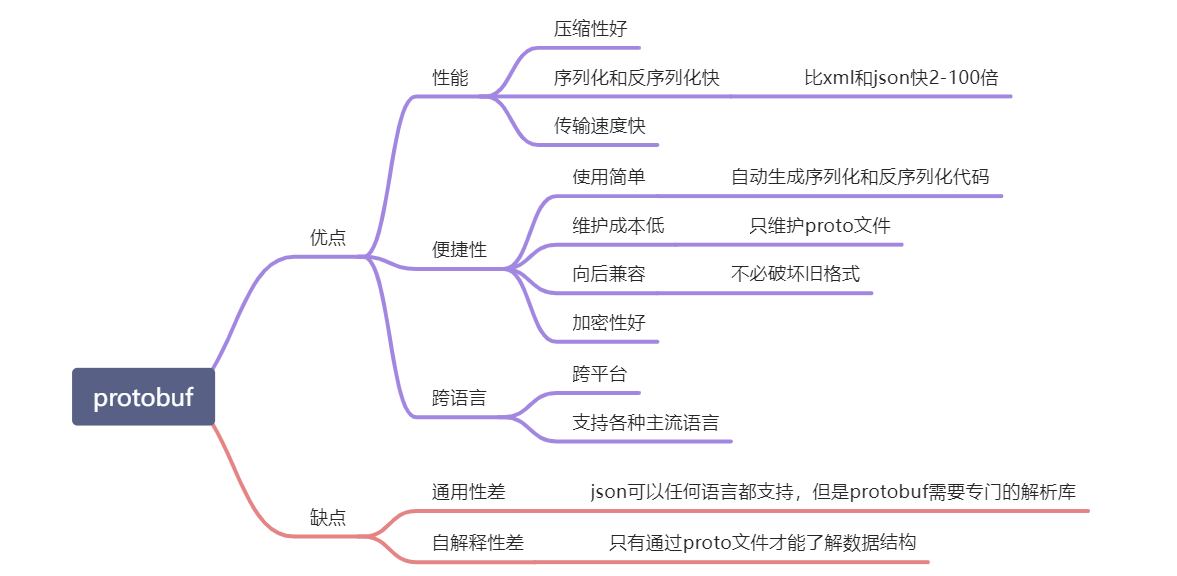 压缩性好
性能
序列化和反序列化快
比xml和json快2-100倍
传输速度快
使用简单
自动生成序列化和反序列化代码
维护成本低
只维护proto文件
优点
便捷性
向后兼容
不必破坏旧格式
加密性好
跨平台
跨语言
支持各种主流语言
protobuf
通用性差
json可以任何语言都支持，但是protobuf需要专门的解析库
缺点
自解释性差
只有通过proto文件才能了解数据结构